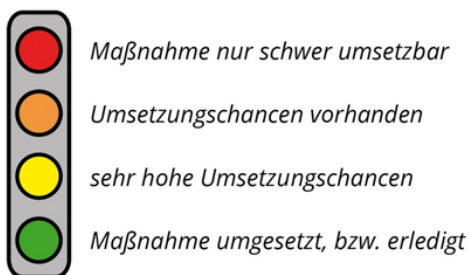 Maßnahme nur schwer umsetzbar
Umsetzungschancen vorhanden
sehr hohe Umsetzungschancen
Maßnahme umgesetzt, bzw. erledigt